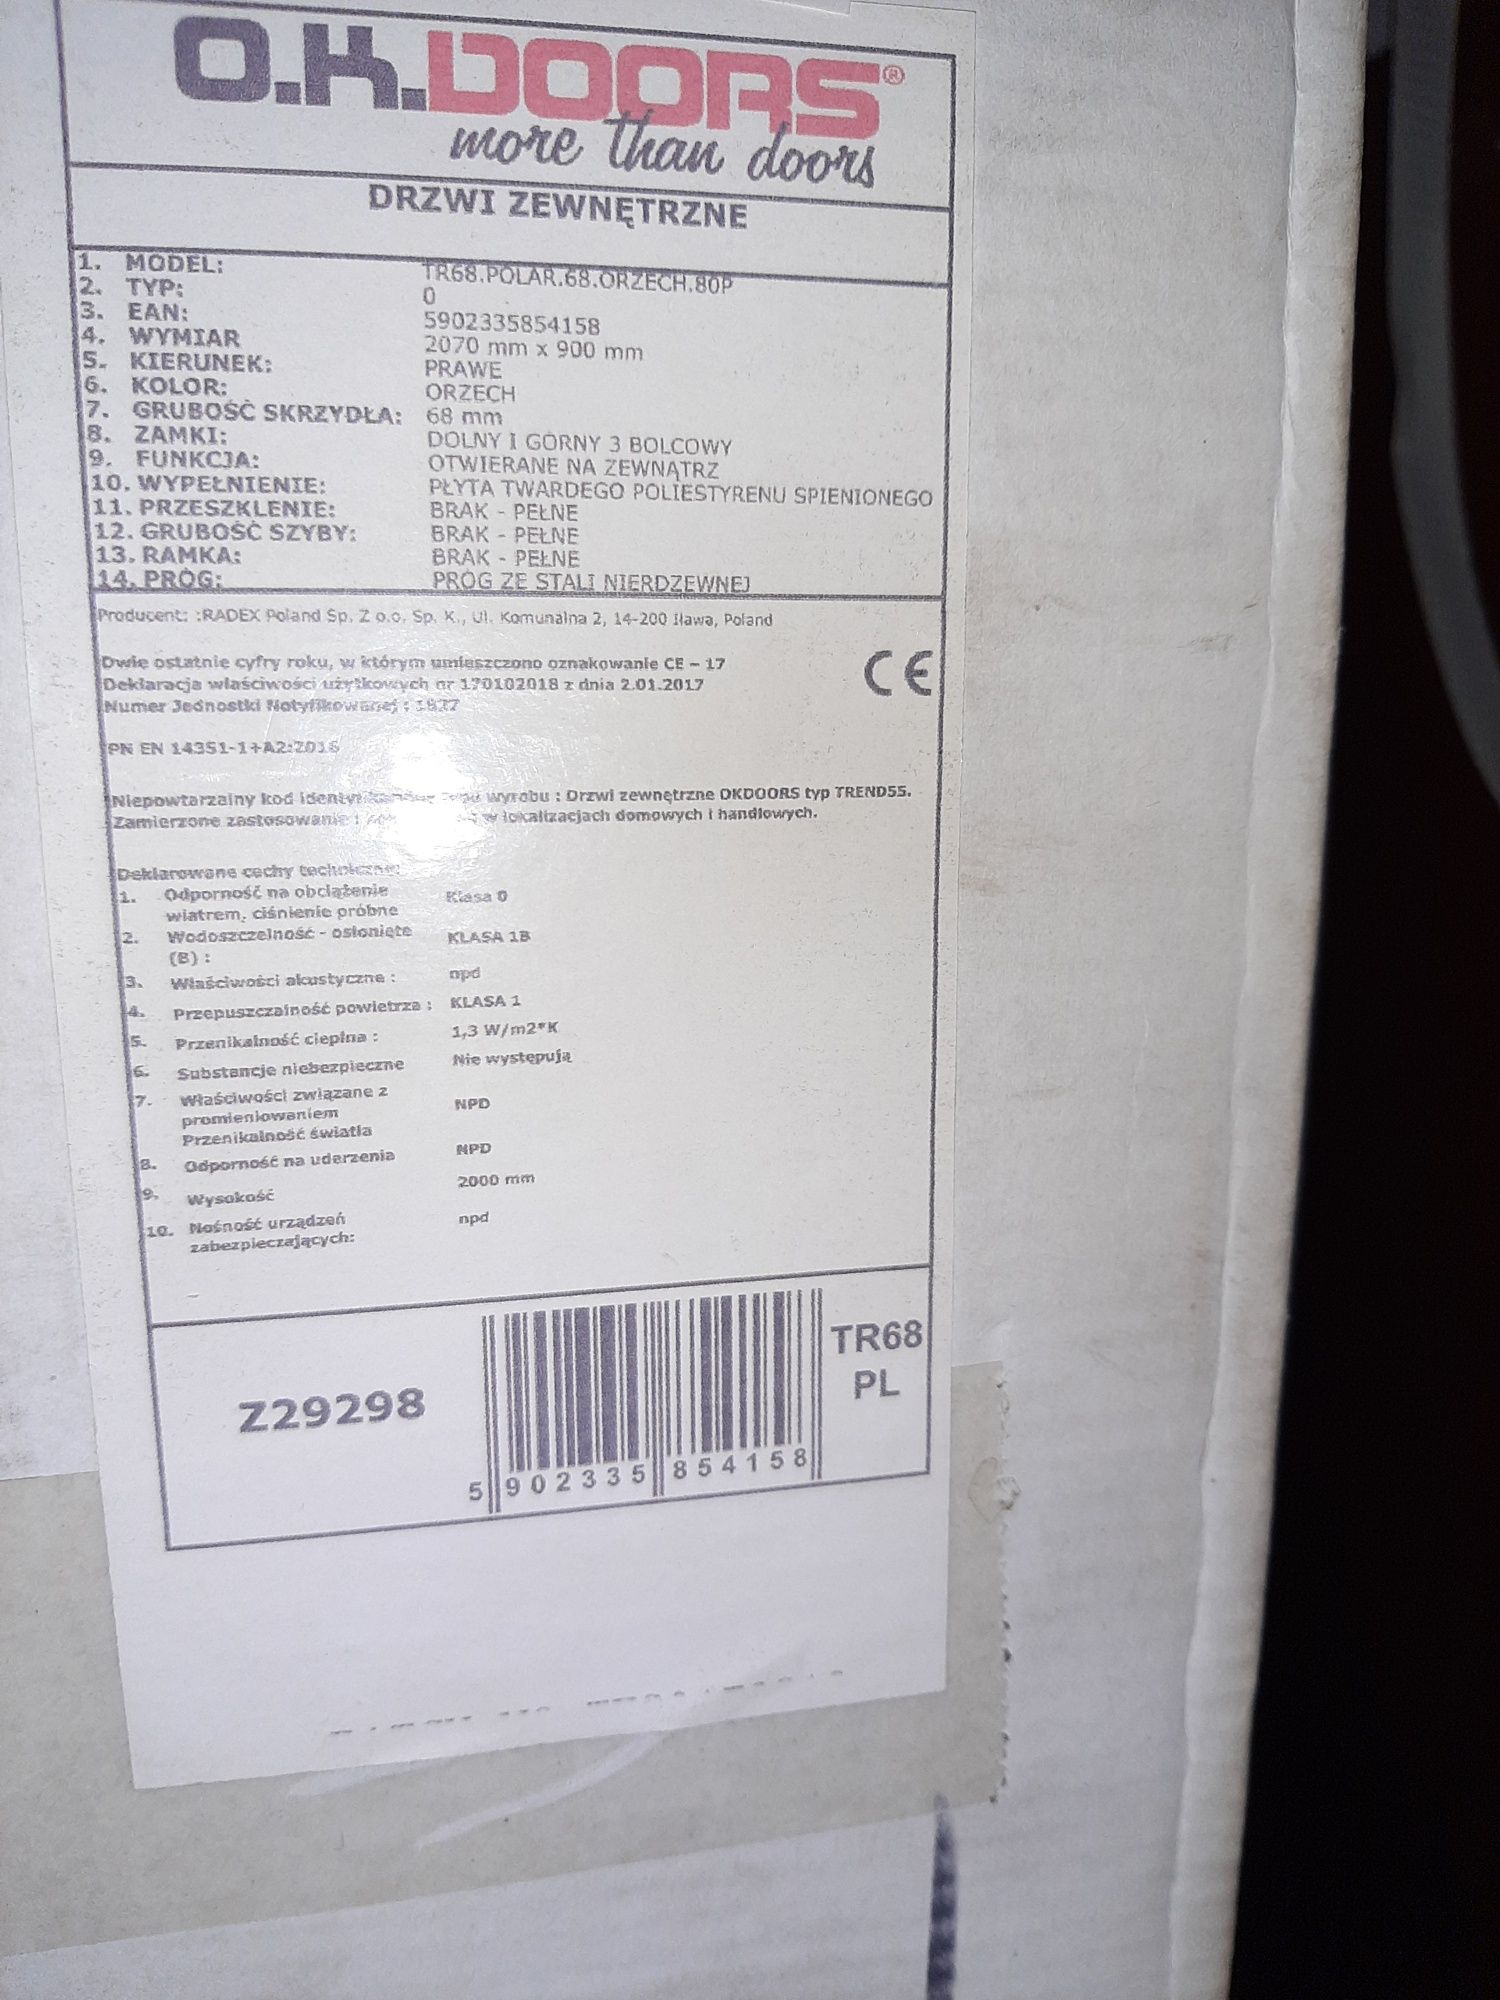 O.K.DOORS®
more than doors
DRZWI ZEWNĘTRZNE
1. MODEL: TR68.POLAR.68.ORZECH.80P
2. TYP: 0
3. EAN: 5902335854158
4. WYMIAR 2070 mm x 900 mm
5. KIERUNEK: PRAWE
6. KOLOR: ORZECH
7. GRUBOŚĆ SKRZYDŁA: 68 mm
8. ZAMKI: DOLNY I GÓRNY 3 BOLCOWY
9. FUNKCJA: OTWIERANE NA ZEWNĄTRZ
10. WYPEŁNIENIE: PŁYTA TWARDEGO POLIESTYRENU SPIENIONEGO
11. PRZESZKLENIE: BRAK - PEŁNE
12. GRUBOŚĆ SZYBY: BRAK - PEŁNE
13. RAMKA: BRAK - PEŁNE
14. PRÓG: PRÓG ZE STALI NIERDZEWNEJ
Producent: :RADEX Poland Sp. Z o.o. Sp. K., Ul. Komunalna 2, 14-200 Iława, Poland
Dwie ostatnie cyfry roku, w którym umieszczono oznakowanie CE – 17
CE
Deklaracja właściwości użytkowych nr 170102018 z dnia 2.01.2017
Numer Jednostki Notyfikowanej :
PN EN 14351-1+A2:2016
Niepowtarzalny kod wyrobu : Drzwi zewnętrzne OKDOORS typ TREND55.
Zamierzone zastosowanie : w lokalizacjach domowych i handlowych.
Deklarowane cechy techniczne:
1. Odporność na obciążenie Klasa 0
wiatrem, ciśnienie próbne
2. Wodoszczelność - osłonięte KLASA 1B
(B) :
3. Właściwości akustyczne : npd
4. Przepuszczalność powietrza : KLASA 1
5. Przenikalność cieplna : 1,3 W/m2*K
6. Substancje niebezpieczne Nie występują
7. Właściwości związane z
promieniowaniem NPD
Przenikalność światła
8. Odporność na uderzenia NPD
9. Wysokość 2000 mm
10. Nośność urządzeń npd
zabezpieczających:
Z29298
5 902335 854158
TR68
PL